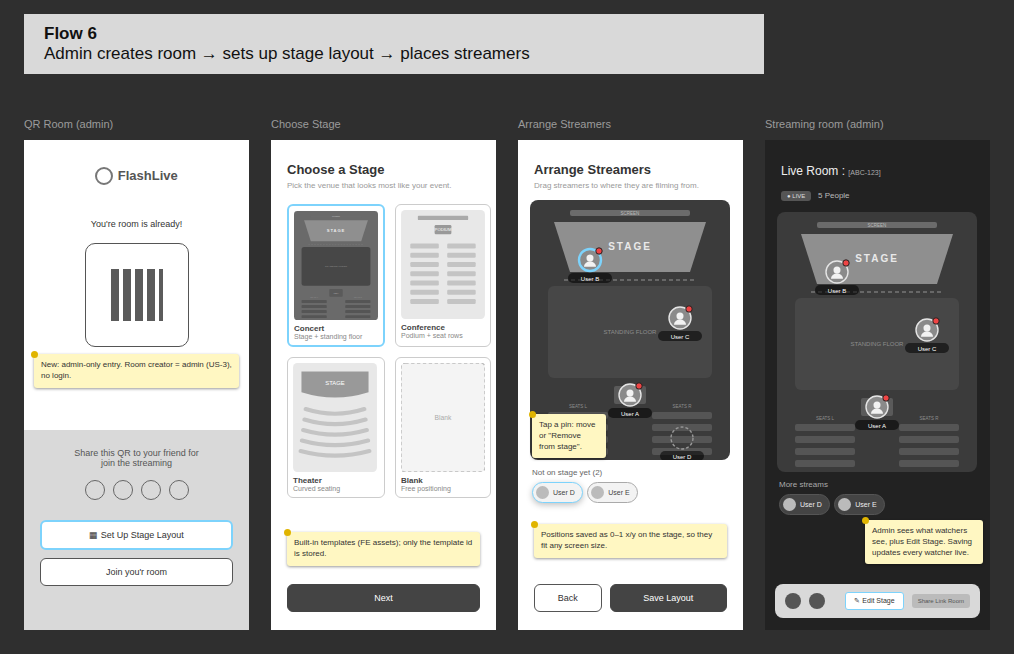 Flow 6
Admin creates room → sets up stage layout → places streamers
QR Room (admin)
FlashLive
You're room is already!
New: admin-only entry. Room creator = admin (US-3),
no login.
Share this QR to your friend for
join the streaming
Set Up Stage Layout
Join you'r room
Choose Stage
Choose a Stage
Pick the venue that looks most like your event.
STAGE
Concert
Stage + standing floor
Conference
Podium + seat rows
STAGE
Theater
Curved seating
Blank
Blank
Free positioning
Built-in templates (FE assets); only the template id
is stored.
Next
Arrange Streamers
Arrange Streamers
Drag streamers to where they are filming from.
SCREEN
STAGE
User B
User C
STANDING FLOOR
User A
SEATS L
SEATS R
User D
Tap a pin: move
or "Remove
from stage".
Not on stage yet (2)
User D
User E
Positions saved as 0–1 x/y on the stage, so they
fit any screen size.
Back
Save Layout
Streaming room (admin)
Live Room : [ABC-123]
● LIVE
5 People
SCREEN
STAGE
User B
User C
STANDING FLOOR
User A
SEATS L
SEATS R
More streams
User D
User E
Admin sees what watchers
see, plus Edit Stage. Saving
updates every watcher live.
✎ Edit Stage
Share Link Room